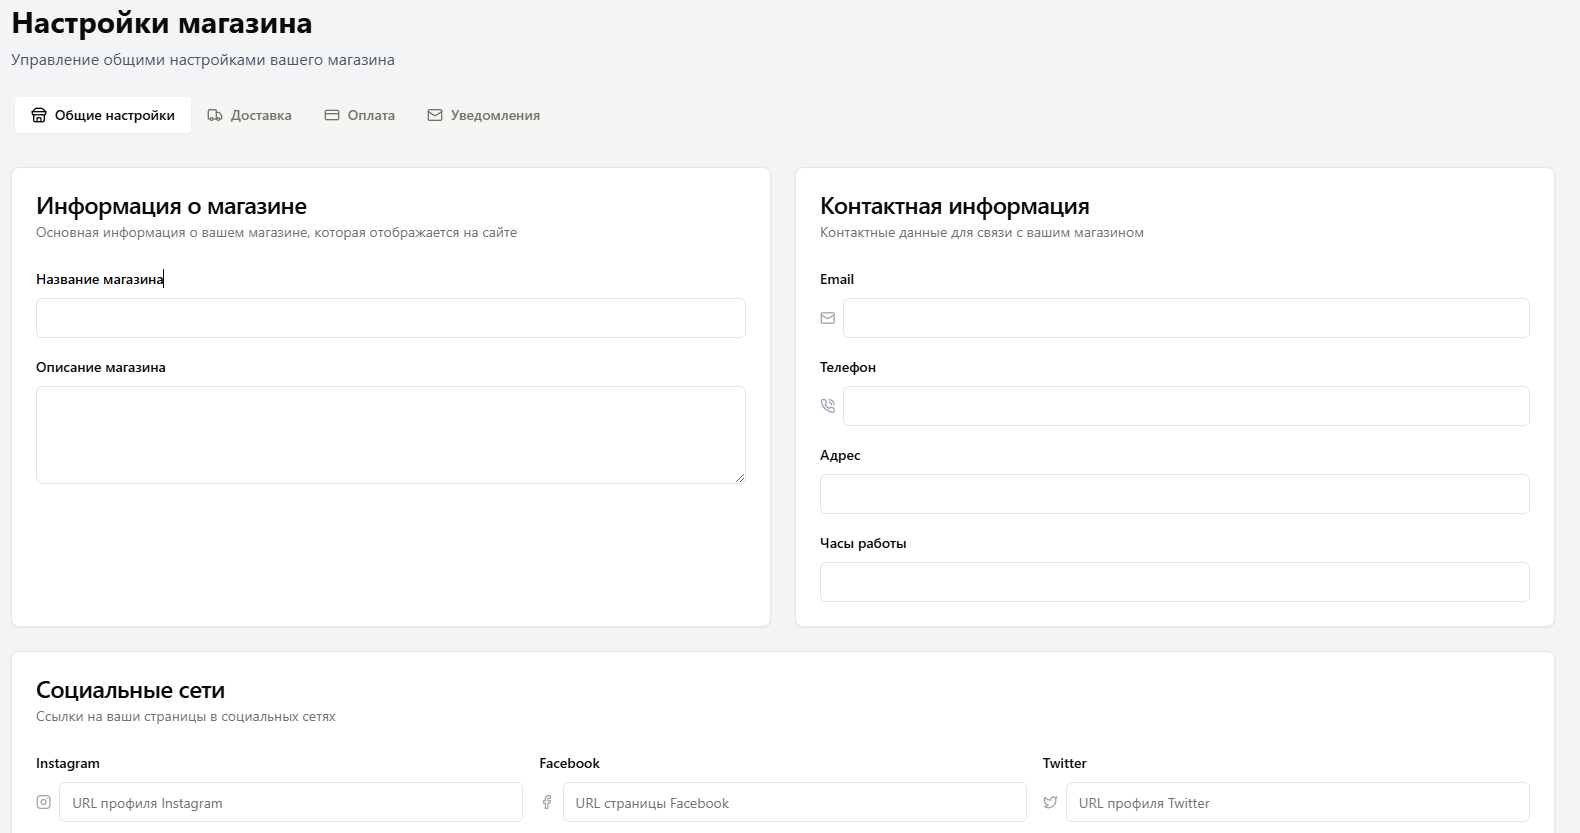 Настройки магазина
Управление общими настройками вашего магазина
Общие настройки
Доставка
Оплата
Уведомления
Информация о магазине
Основная информация о вашем магазине, которая отображается на сайте
Название магазина
Описание магазина
Контактная информация
Контактные данные для связи с вашим магазином
Email
Телефон
Адрес
Часы работы
Социальные сети
Ссылки на ваши страницы в социальных сетях
Instagram
URL профиля Instagram
Facebook
URL страницы Facebook
Twitter
URL профиля Twitter